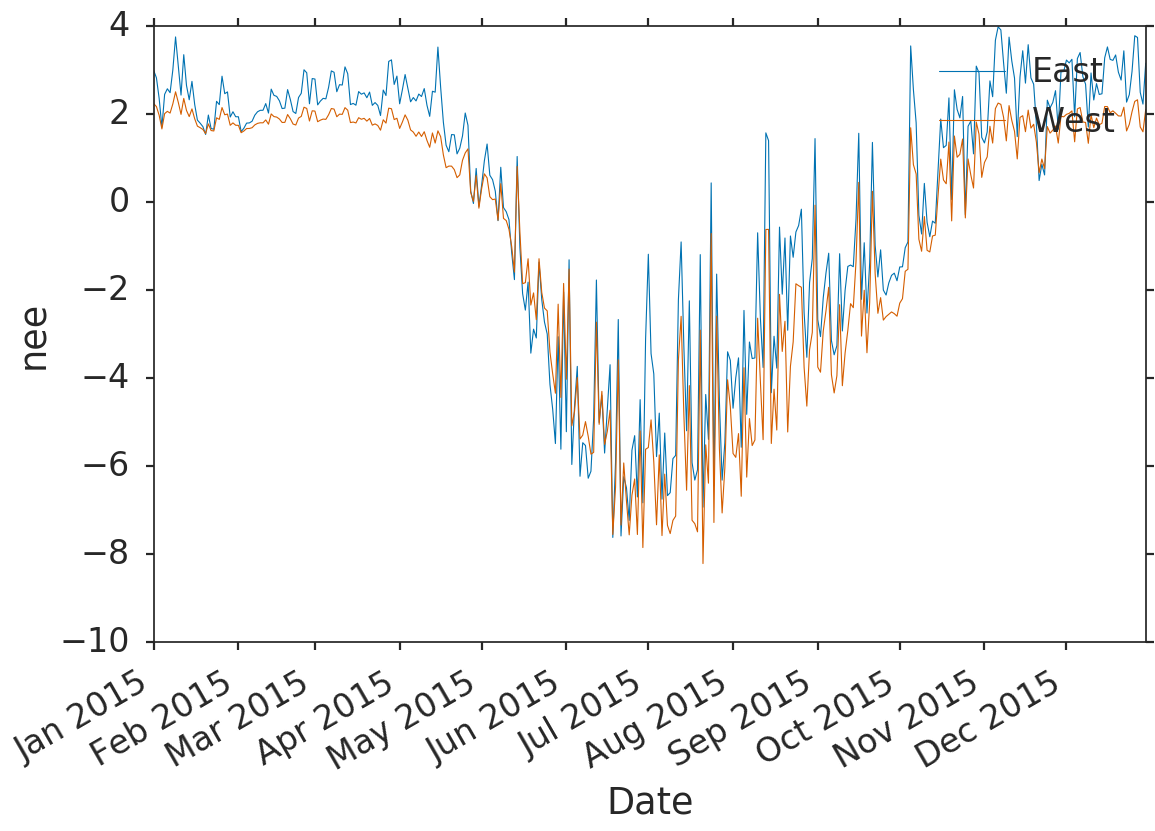 4
2
0
−2
−4
−6
−8
−10
nee
East
West
Jan 2015
Feb 2015
Mar 2015
Apr 2015
May 2015
Jun 2015
Jul 2015
Aug 2015
Sep 2015
Oct 2015
Nov 2015
Dec 2015
Date